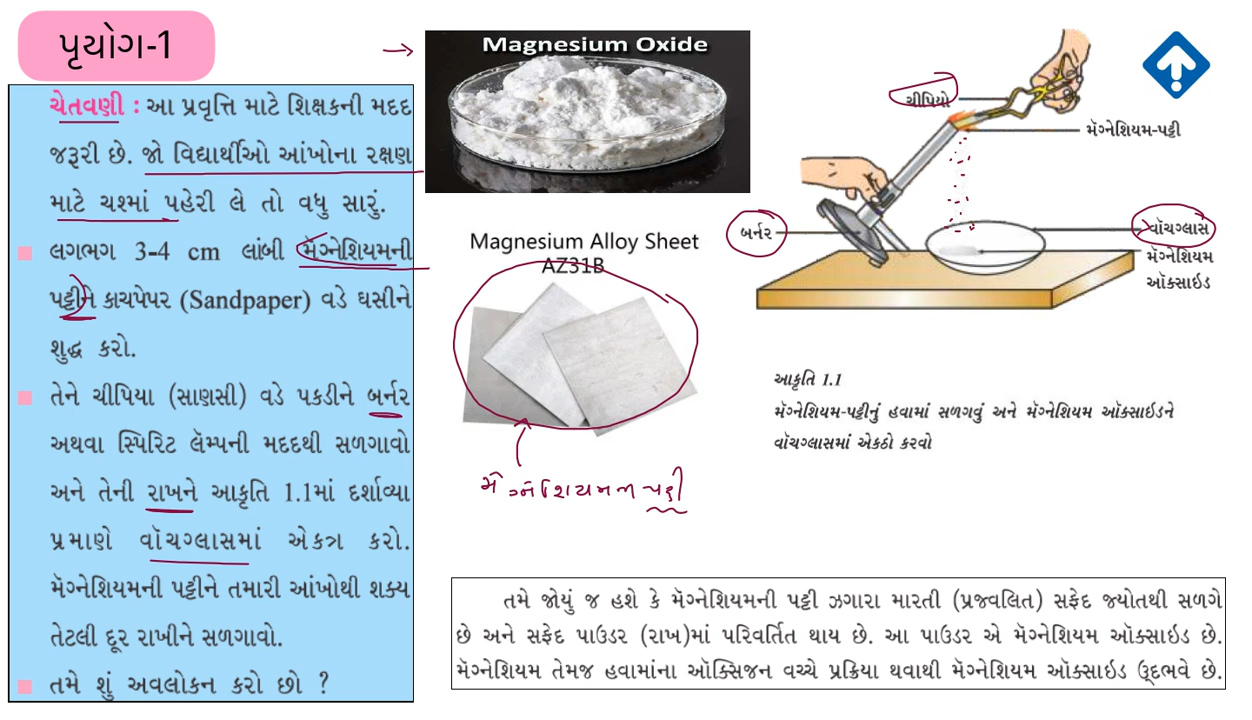 પ્રયોગ-1
ચેતવણી : આ પ્રવૃત્તિ માટે શિક્ષકની મદદ
જરૂરી છે. જો વિદ્યાર્થીઓ આંખોના રક્ષણ
માટે ચશ્માં પહેરી લે તો વધુ સારું.
લગભગ 3-4 cm લાંબી મૅગ્નેશિયમની
પટ્ટીને કાચપેપર (Sandpaper) વડે ઘસીને
શુદ્ધ કરો.
તેને ચીપિયા (સાણસી) વડે પકડીને બર્નર
અથવા સ્પિરિટ લૅમ્પની મદદથી સળગાવો
અને તેની રાખને આકૃતિ 1.1માં દર્શાવ્યા
પ્રમાણે વૉચગ્લાસમાં એકત્ર કરો.
મૅગ્નેશિયમની પટ્ટીને તમારી આંખોથી શક્ય
તેટલી દૂર રાખીને સળગાવો.
તમે શું અવલોકન કરો છો ?
Magnesium Oxide
Magnesium Alloy Sheet
AZ31B
પટ્ટી
ચીપિયો
મૅગ્નેશિયમ-પટ્ટી
બર્નર
વૉચગ્લાસ
મૅગ્નેશિયમ
ઑક્સાઇડ
આકૃતિ 1.1
મૅગ્નેશિયમ-પટ્ટીનું હવામાં સળગવું અને મૅગ્નેશિયમ ઑક્સાઇડને
વૉચગ્લાસમાં એકઠો કરવો
તમે જોયું જ હશે કે મૅગ્નેશિયમની પટ્ટી ઝગારા મારતી (પ્રજ્વલિત) સફેદ જ્યોતથી સળગે
છે અને સફેદ પાઉડર (રાખ)માં પરિવર્તિત થાય છે. આ પાઉડર એ મૅગ્નેશિયમ ઑક્સાઇડ છે.
મૅગ્નેશિયમ તેમજ હવામાંના ઑક્સિજન વચ્ચે પ્રક્રિયા થવાથી મૅગ્નેશિયમ ઑક્સાઇડ ઉદ્‌ભવે છે.